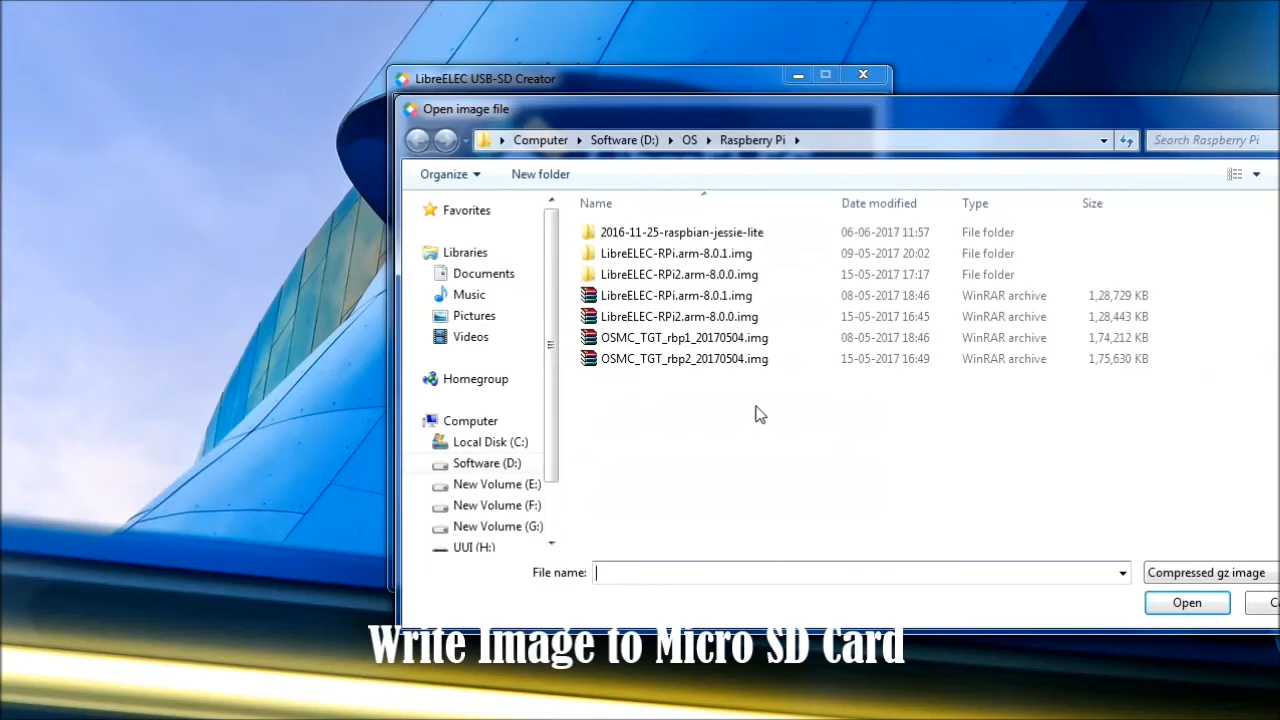 LibreELEC USB-SD Creator
Open image file
Computer Software (D:) OS Raspberry Pi
Search Raspberry Pi
Organize New folder
Name Date modified Type Size
Favorites
Libraries
Documents
Music
Pictures
Videos
Homegroup
Computer
Local Disk (C:)
Software (D:)
New Volume (E:)
New Volume (F:)
New Volume (G:)
UUI (H:)
2016-11-25-raspbian-jessie-lite 06-06-2017 11:57 File folder
LibreELEC-RPi.arm-8.0.1.img 09-05-2017 20:02 File folder
LibreELEC-RPi2.arm-8.0.0.img 15-05-2017 17:17 File folder
LibreELEC-RPi.arm-8.0.1.img 08-05-2017 18:46 WinRAR archive 1,28,729 KB
LibreELEC-RPi2.arm-8.0.0.img 15-05-2017 16:45 WinRAR archive 1,28,443 KB
OSMC_TGT_rbp1_20170504.img 08-05-2017 18:46 WinRAR archive 1,74,212 KB
OSMC_TGT_rbp2_20170504.img 15-05-2017 16:49 WinRAR archive 1,75,630 KB
File name: Compressed gz image
Open
Write Image to Micro SD Card